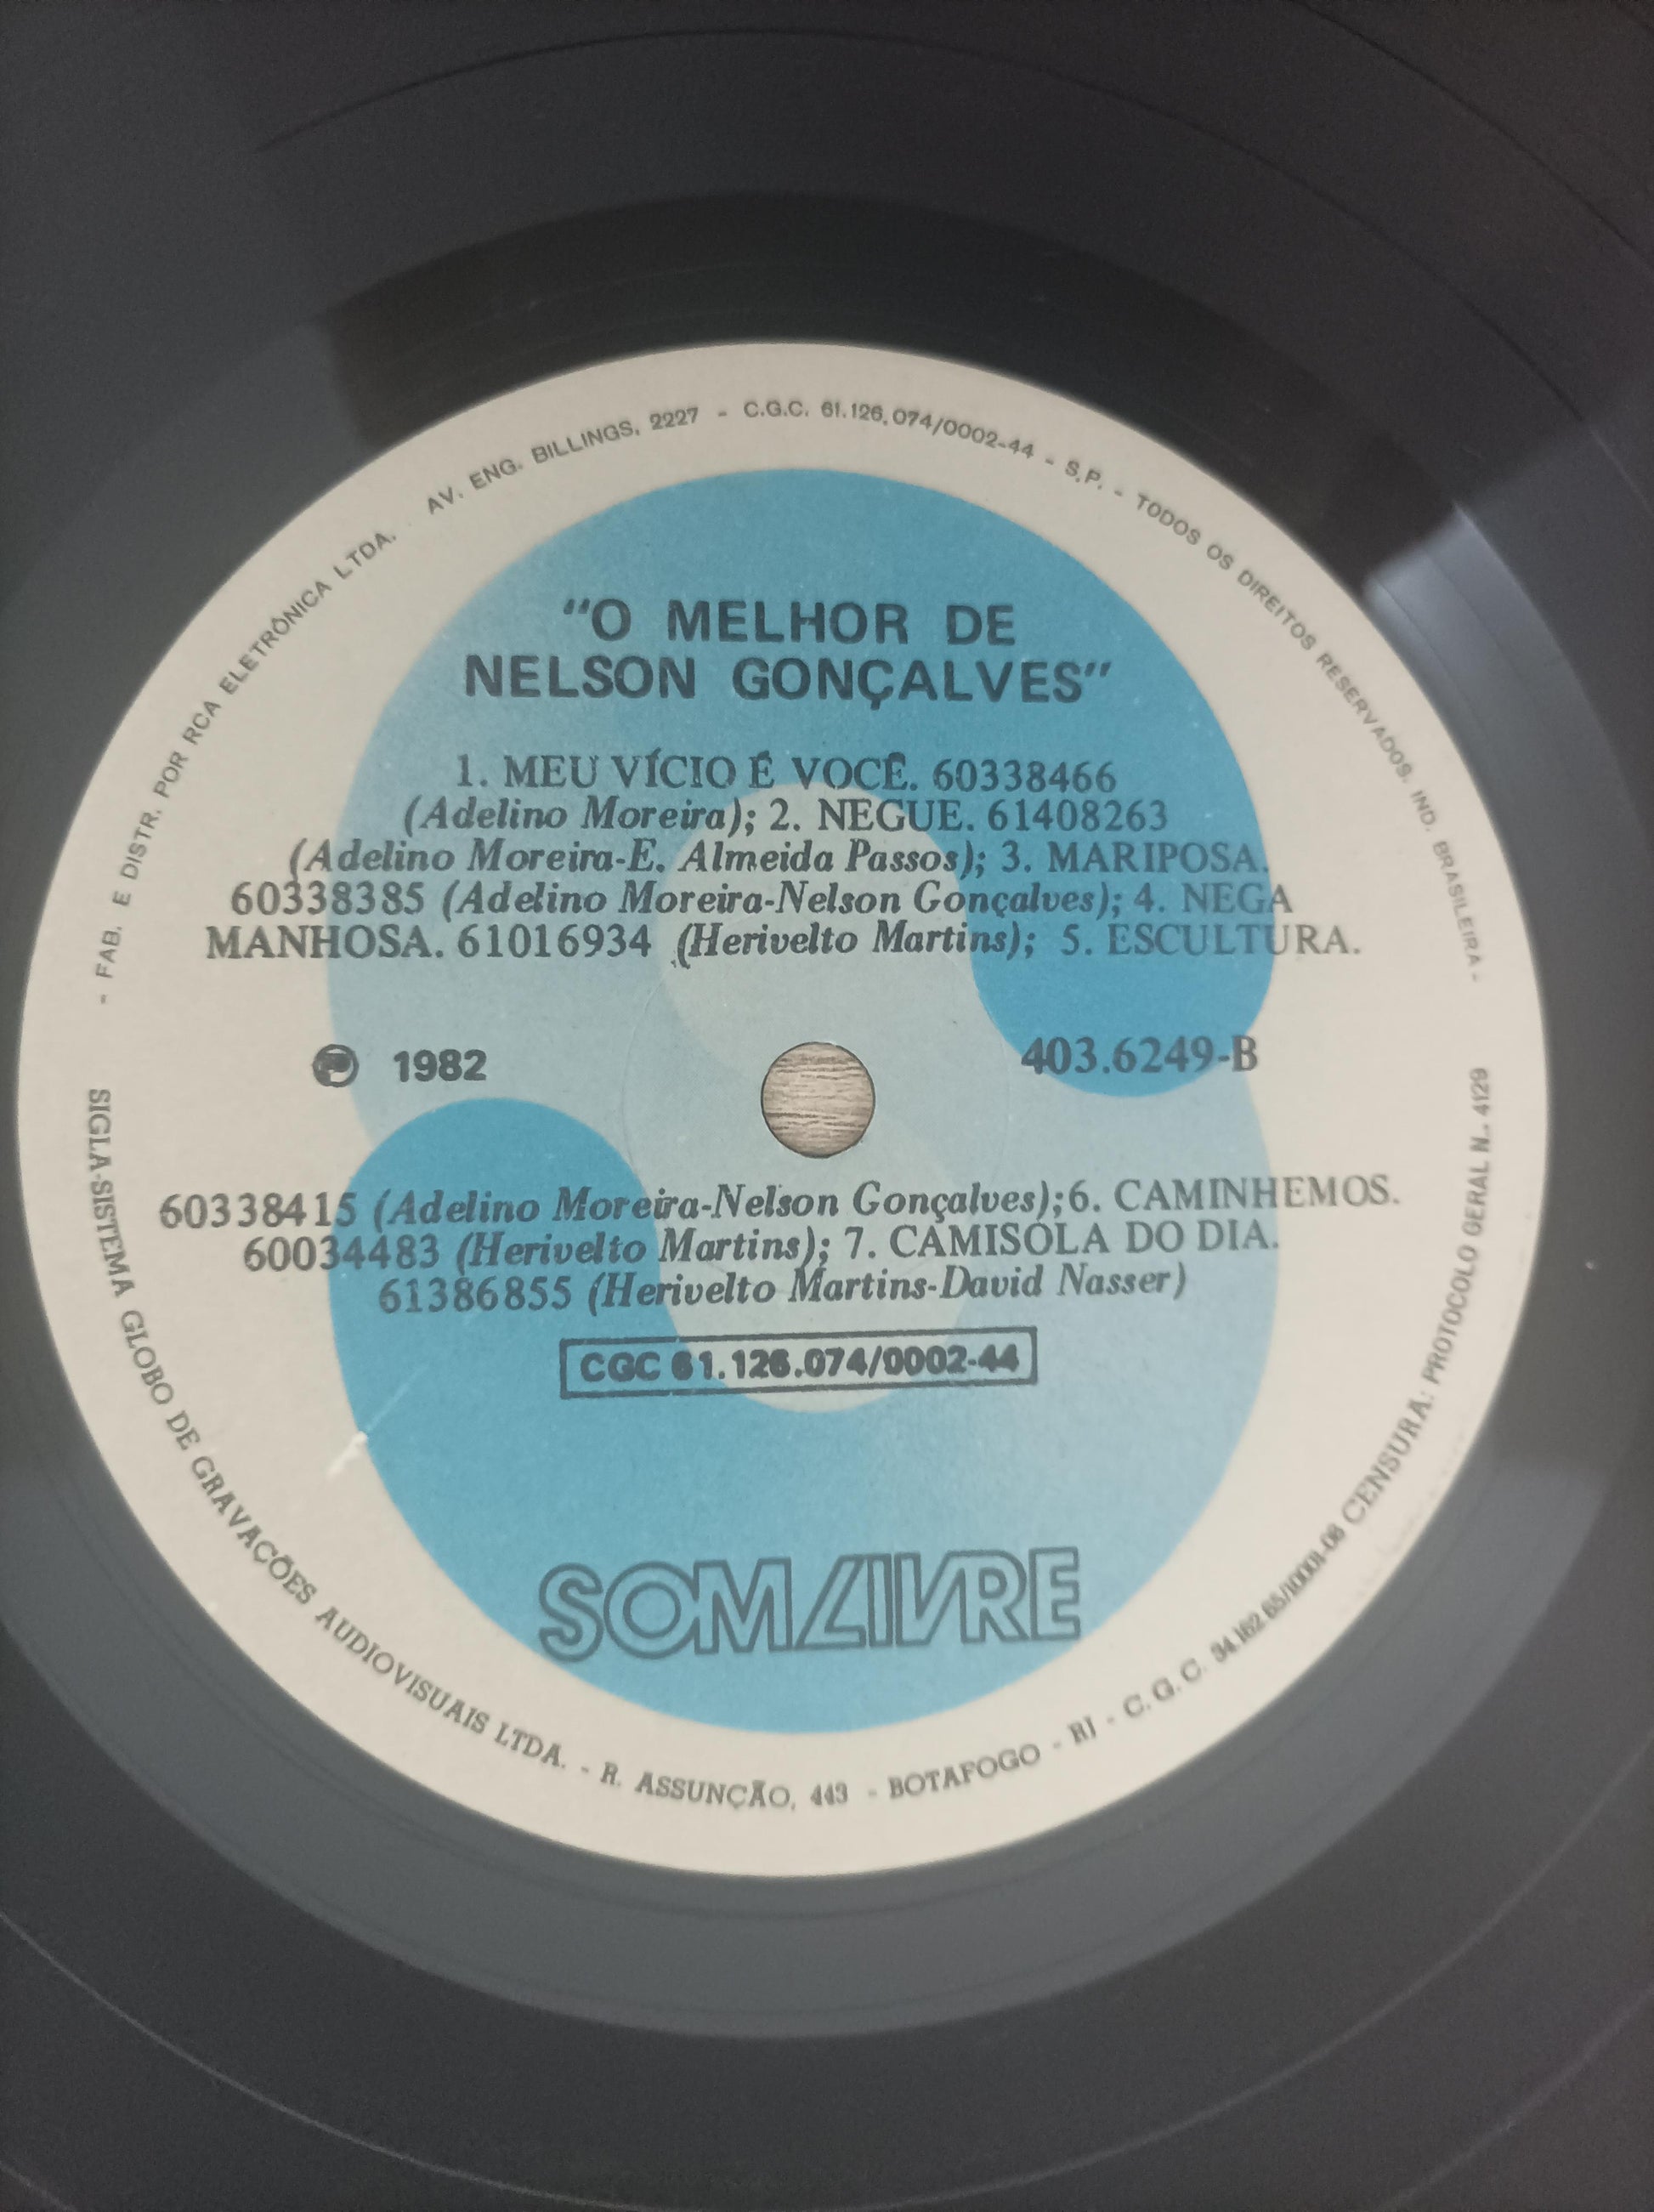 - FAB. E DISTR. POR RCA ELETRÔNICA LTDA. AV. ENG. BILLINGS, 2227 - C.G.C. 61.126.074/0002-44 - S.P. - TODOS OS DIREITOS RESERVADOS. IND. BRASILEIRA -
"O MELHOR DE
NELSON GONÇALVES"
1. MEU VÍCIO É VOCÊ. 60338466
(Adelino Moreira); 2. NEGUE. 61408263
(Adelino Moreira-E. Almeida Passos); 3. MARIPOSA.
60338385 (Adelino Moreira-Nelson Gonçalves); 4. NEGA
MANHOSA. 61016934 (Herivelto Martins); 5. ESCULTURA.
℗ 1982
403.6249-B
60338415 (Adelino Moreira-Nelson Gonçalves);6. CAMINHEMOS.
60034483 (Herivelto Martins); 7. CAMISOLA DO DIA.
61386855 (Herivelto Martins-David Nasser)
CGC 61.126.074/0002-44
SOM LIVRE
SIGLA-SISTEMA GLOBO DE GRAVAÇÕES AUDIOVISUAIS LTDA. - R. ASSUNÇÃO, 443 - BOTAFOGO - RJ - C.G.C. 34.162.65/10001-08 CENSURA: PROTOCOLO GERAL N.. 4129